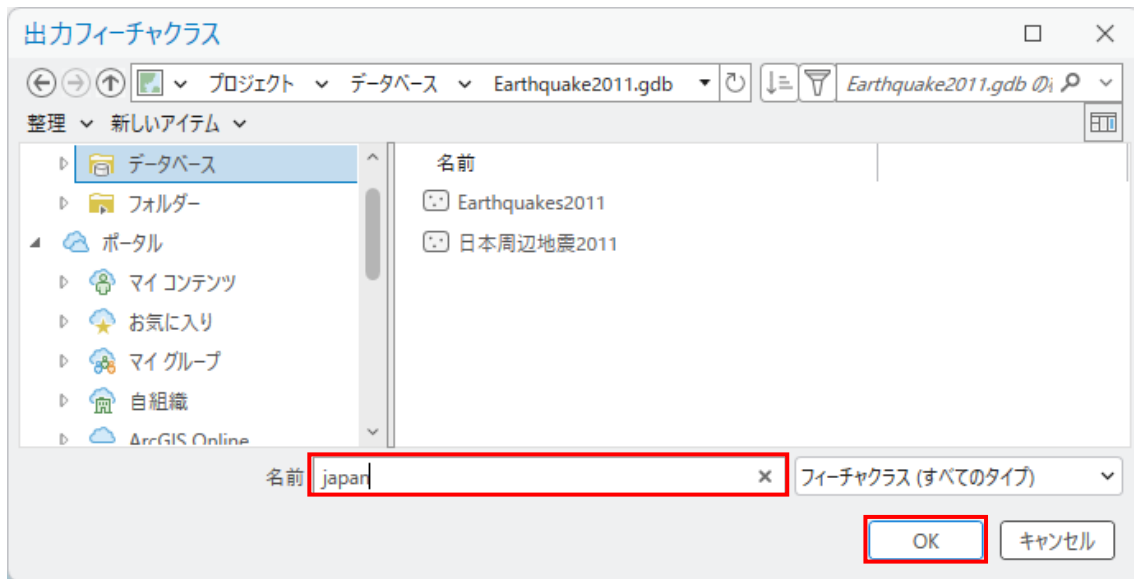 出力フィーチャクラス
プロジェクト データベース Earthquake2011.gdb Earthquake2011.gdb の
整理 新しいアイテム
データベース
フォルダー
ポータル
マイ コンテンツ
お気に入り
マイ グループ
自組織
ArcGIS Online
名前
Earthquakes2011
日本周辺地震2011
名前 japan フィーチャクラス (すべてのタイプ)
OK キャンセル